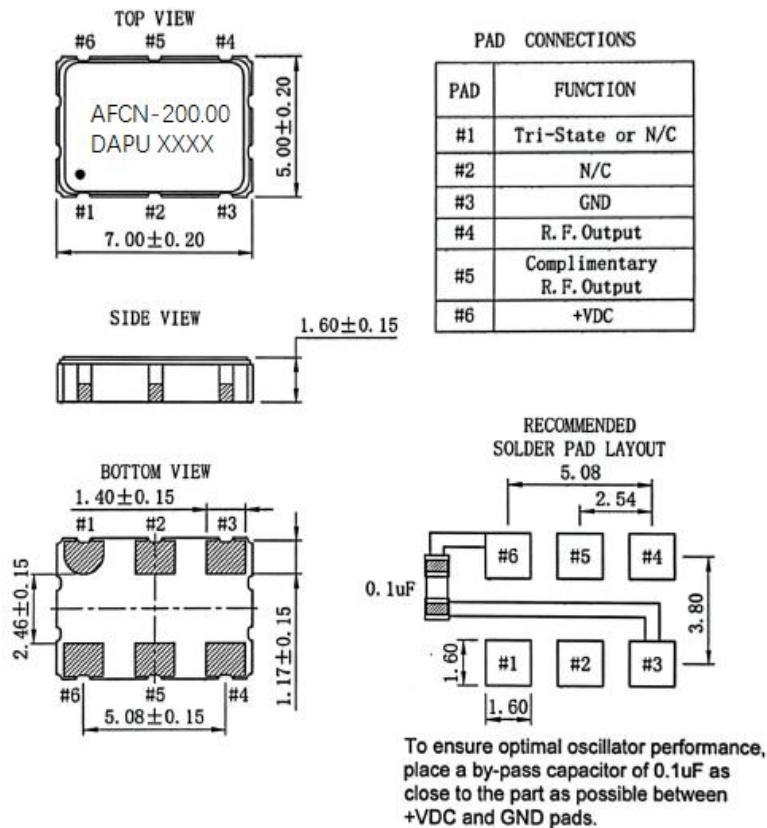 TOP VIEW
#6 #5 #4
AFCN-200.00
DAPU XXXX
#1 #2 #3
7.00±0.20
5.00±0.20
PAD CONNECTIONS
PAD FUNCTION
#1 Tri-State or N/C
#2 N/C
#3 GND
#4 R.F.Output
#5 Complimentary
R.F.Output
#6 +VDC
SIDE VIEW
1.60±0.15
BOTTOM VIEW
1.40±0.15
#1 #2 #3
2.46±0.15
1.17±0.15
#6 #5 #4
5.08±0.15
RECOMMENDED
SOLDER PAD LAYOUT
5.08
2.54
#6 #5 #4
0.1uF
3.80
1.60
#1 #2 #3
1.60
To ensure optimal oscillator performance,
place a by-pass capacitor of 0.1uF as
close to the part as possible between
+VDC and GND pads.